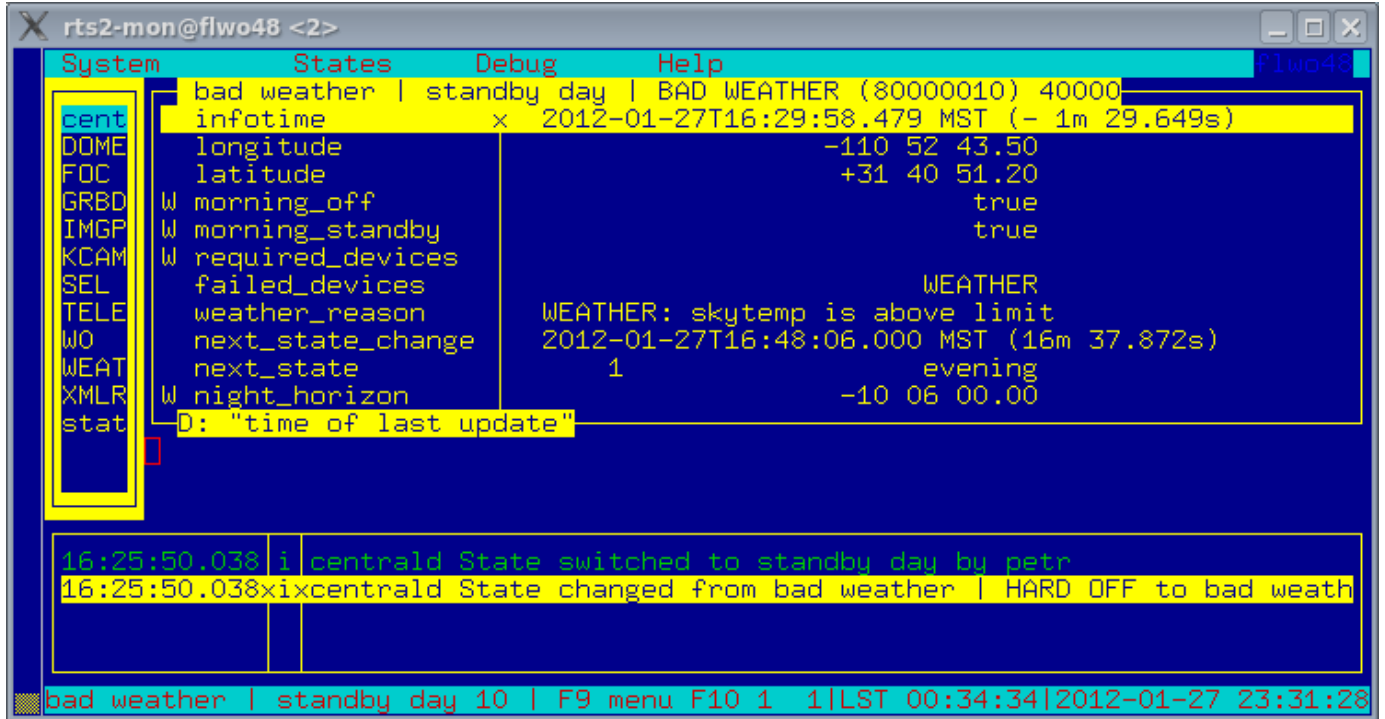 rts2-mon@flwo48 <2>
System States Debug Help flwo48
bad weather | standby day | BAD WEATHER (80000010) 40000
cent infotime x 2012-01-27T16:29:58.479 MST (- 1m 29.649s)
DOME longitude -110 52 43.50
FOC latitude +31 40 51.20
GRBD W morning_off true
IMGP W morning_standby true
KCAM W required_devices
SEL failed_devices WEATHER
TELE weather_reason WEATHER: skytemp is above limit
WO next_state_change 2012-01-27T16:48:06.000 MST (16m 37.872s)
WEAT next_state 1 evening
XMLR W night_horizon -10 06 00.00
stat D: "time of last update"
16:25:50.038 i centrald State switched to standby day by petr
16:25:50.038xixcentrald State changed from bad weather | HARD OFF to bad weath
bad weather | standby day 10 | F9 menu F10 1 1|LST 00:34:34|2012-01-27 23:31:28